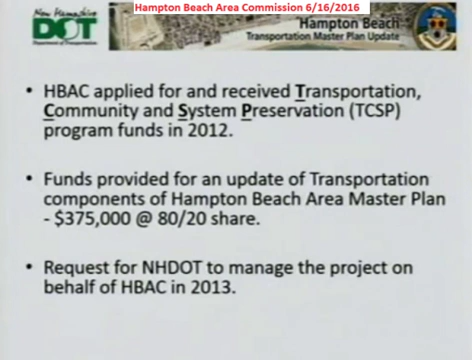 Hampton Beach Area Commission 6/16/2016
New Hampshire
DOT
Department of Transportation
Hampton Beach
Transportation Master Plan Update
• HBAC applied for and received Transportation,
Community and System Preservation (TCSP)
program funds in 2012.
• Funds provided for an update of Transportation
components of Hampton Beach Area Master Plan
- $375,000 @ 80/20 share.
• Request for NHDOT to manage the project on
behalf of HBAC in 2013.